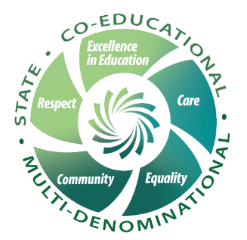 STATE • CO-EDUCATIONAL • MULTI-DENOMINATIONAL •
Excellence
in Education
Care
Equality
Community
Respect